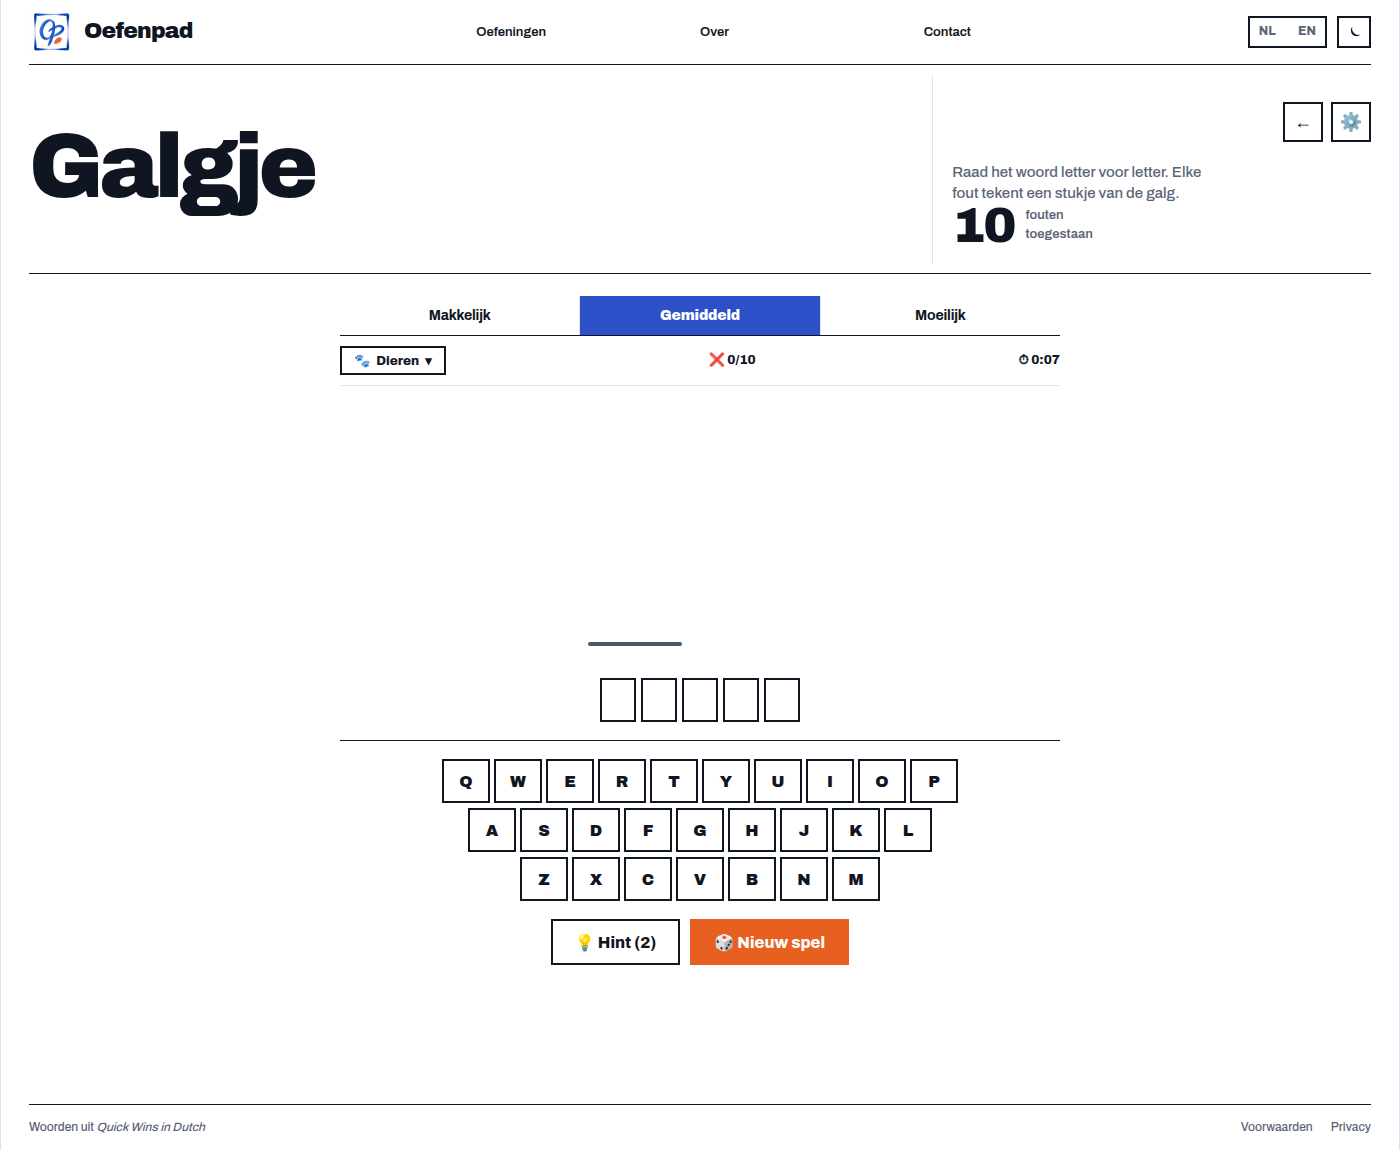 Oefenpad
Oefeningen
Over
Contact
NL EN
Galgje
←
Raad het woord letter voor letter. Elke
fout tekent een stukje van de galg.
10 fouten
toegestaan
Makkelijk
Gemiddeld
Moeilijk
🐾 Dieren ▾
❌ 0/10
⏱ 0:07
Q W E R T Y U I O P
A S D F G H J K L
Z X C V B N M
💡 Hint (2)
🎲 Nieuw spel
Woorden uit Quick Wins in Dutch
Voorwaarden
Privacy